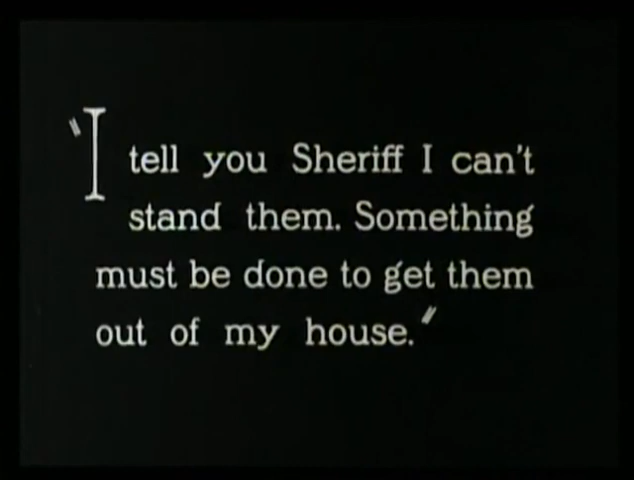 "I tell you Sheriff I can't
stand them. Something
must be done to get them
out of my house."